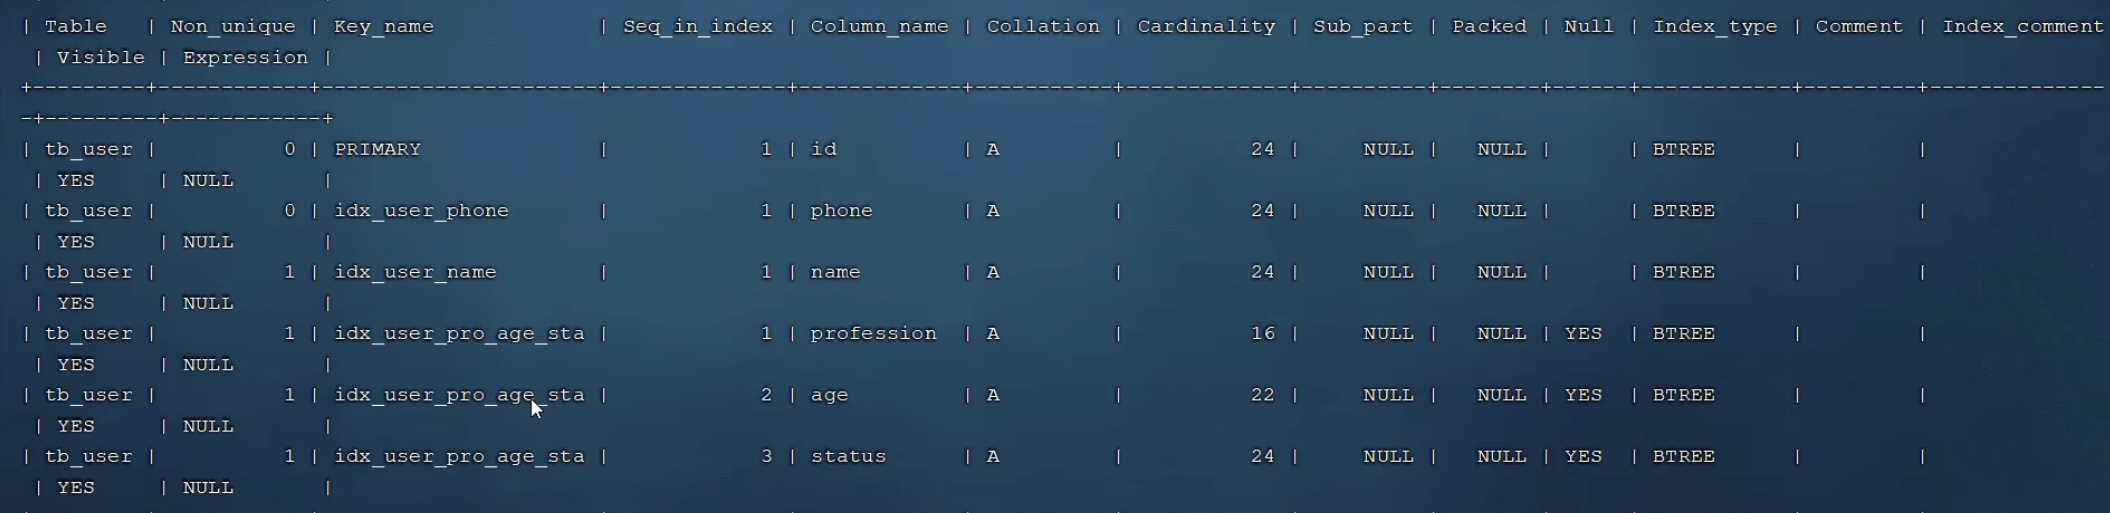 | Table   | Non_unique | Key_name             | Seq_in_index | Column_name | Collation | Cardinality | Sub_part | Packed | Null | Index_type | Comment | Index_comment
 | Visible | Expression |
+---------+------------+----------------------+--------------+-------------+-----------+-------------+----------+--------+------+------------+---------+--------------
-+---------+------------+
| tb_user |          0 | PRIMARY              |            1 | id          | A         |          24 |     NULL |   NULL |      | BTREE      |         |
 | YES     | NULL       |
| tb_user |          0 | idx_user_phone       |            1 | phone       | A         |          24 |     NULL |   NULL |      | BTREE      |         |
 | YES     | NULL       |
| tb_user |          1 | idx_user_name        |            1 | name        | A         |          24 |     NULL |   NULL |      | BTREE      |         |
 | YES     | NULL       |
| tb_user |          1 | idx_user_pro_age_sta |            1 | profession  | A         |          16 |     NULL |   NULL | YES  | BTREE      |         |
 | YES     | NULL       |
| tb_user |          1 | idx_user_pro_age_sta |            2 | age         | A         |          22 |     NULL |   NULL | YES  | BTREE      |         |
 | YES     | NULL       |
| tb_user |          1 | idx_user_pro_age_sta |            3 | status      | A         |          24 |     NULL |   NULL | YES  | BTREE      |         |
 | YES     | NULL       |